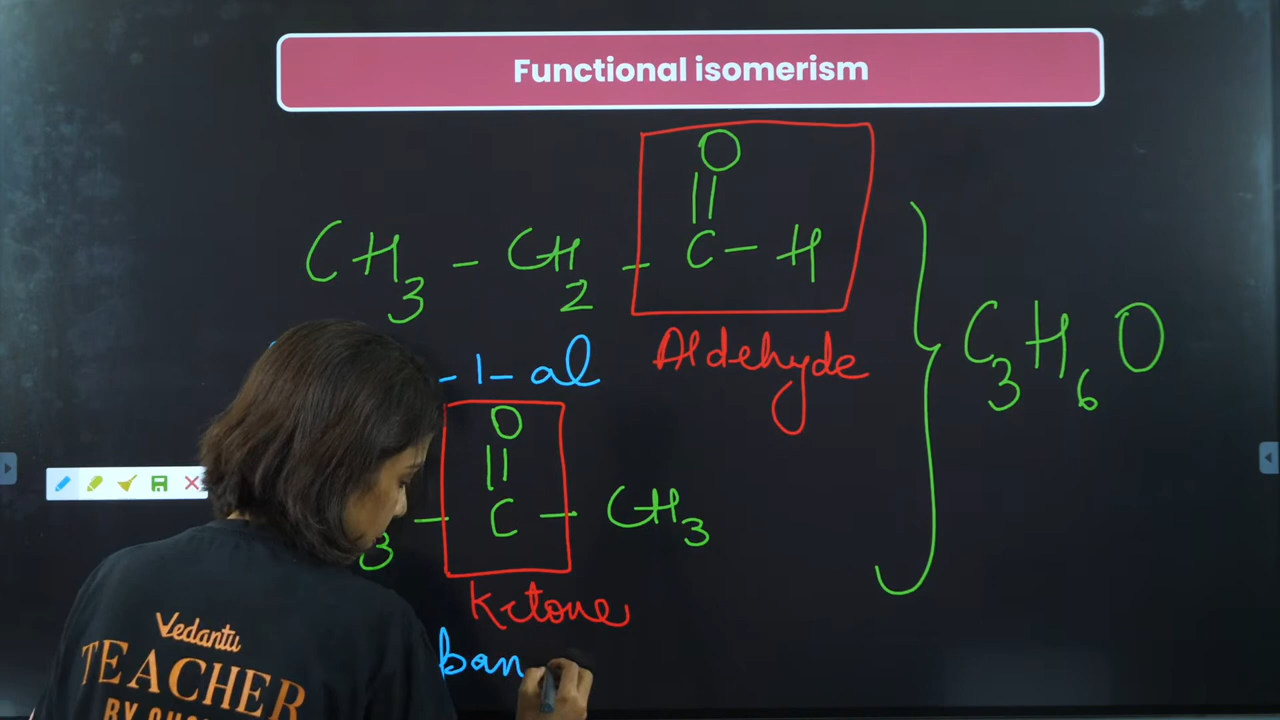 Functional isomerism
O
||
CH3 - CH2 - C - H
Aldehyde
- 1 - al
C3H6O
O
||
3 - C - CH3
Ketone
ban
Vedantu
TEACHER